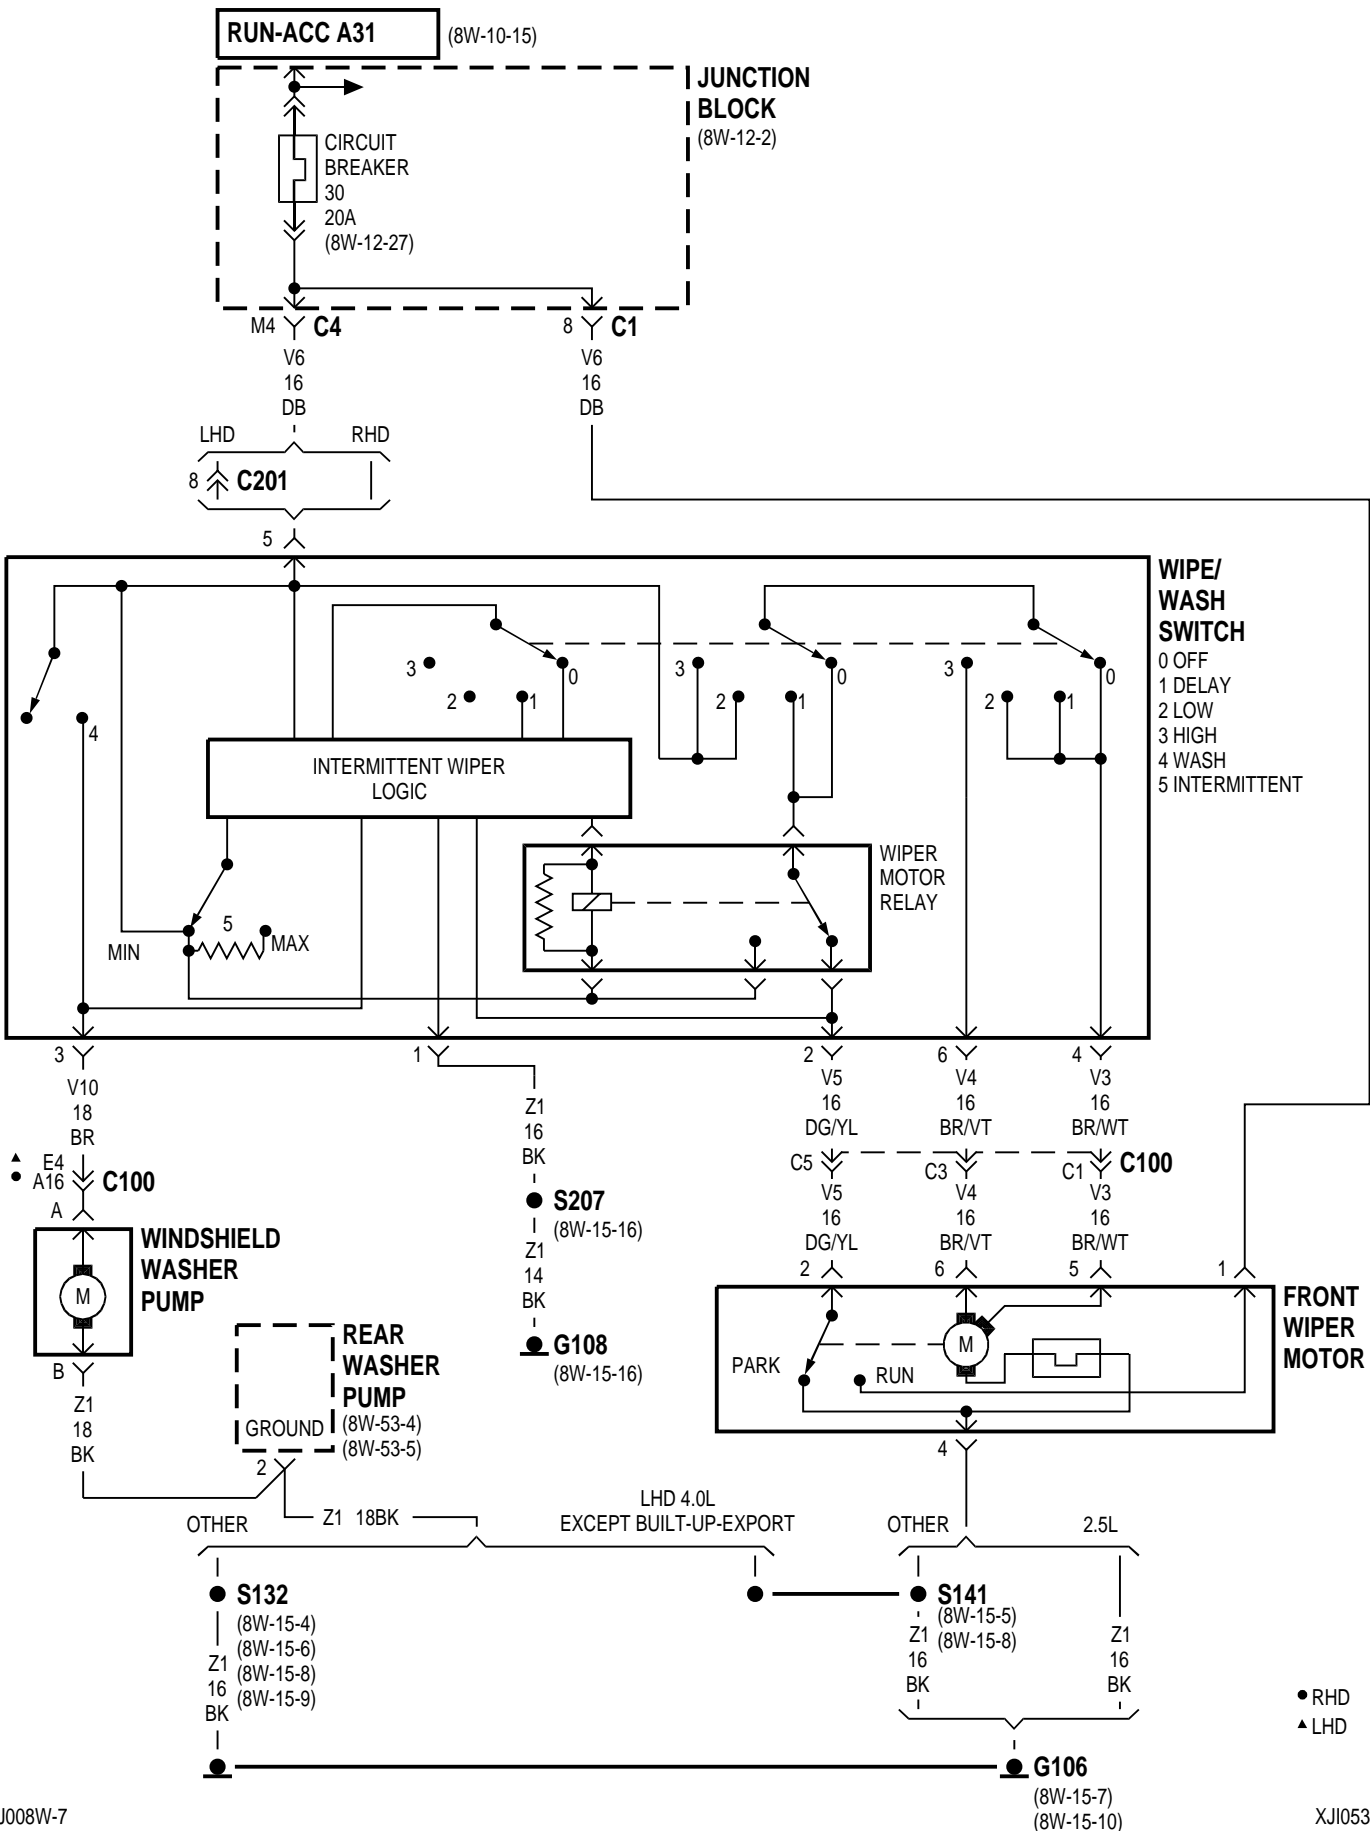 RUN-ACC A31 (8W-10-15)
JUNCTION
BLOCK
(8W-12-2)
CIRCUIT
BREAKER
30
20A
(8W-12-27)
M4 C4
8 C1
V6
16
DB
V6
16
DB
LHD RHD
8 C201
5
WIPE/
WASH
SWITCH
0 OFF
1 DELAY
2 LOW
3 HIGH
4 WASH
5 INTERMITTENT
3 0
2 1
3 0
2 1
3 0
2 1
4
INTERMITTENT WIPER
LOGIC
WIPER
MOTOR
RELAY
5
MIN MAX
3 1 2 6 4
V10
18
BR
Z1
16
BK
V5
16
DG/YL
V4
16
BR/VT
V3
16
BR/WT
E4
A16 C100
C5 C3 C1 C100
V5
16
DG/YL
V4
16
BR/VT
V3
16
BR/WT
S207
(8W-15-16)
Z1
14
BK
G108
(8W-15-16)
A
WINDSHIELD
WASHER
PUMP
M
B
Z1
18
BK
REAR
WASHER
PUMP
(8W-53-4)
(8W-53-5)
GROUND
2
2 6 5 1
FRONT
WIPER
MOTOR
M
PARK RUN
4
Z1 18BK
OTHER
LHD 4.0L
EXCEPT BUILT-UP-EXPORT
OTHER 2.5L
S132
(8W-15-4)
(8W-15-6)
(8W-15-8)
(8W-15-9)
Z1
16
BK
S141
(8W-15-5)
(8W-15-8)
Z1
16
BK
Z1
16
BK
RHD
LHD
G106
(8W-15-7)
(8W-15-10)
J008W-7 XJI053